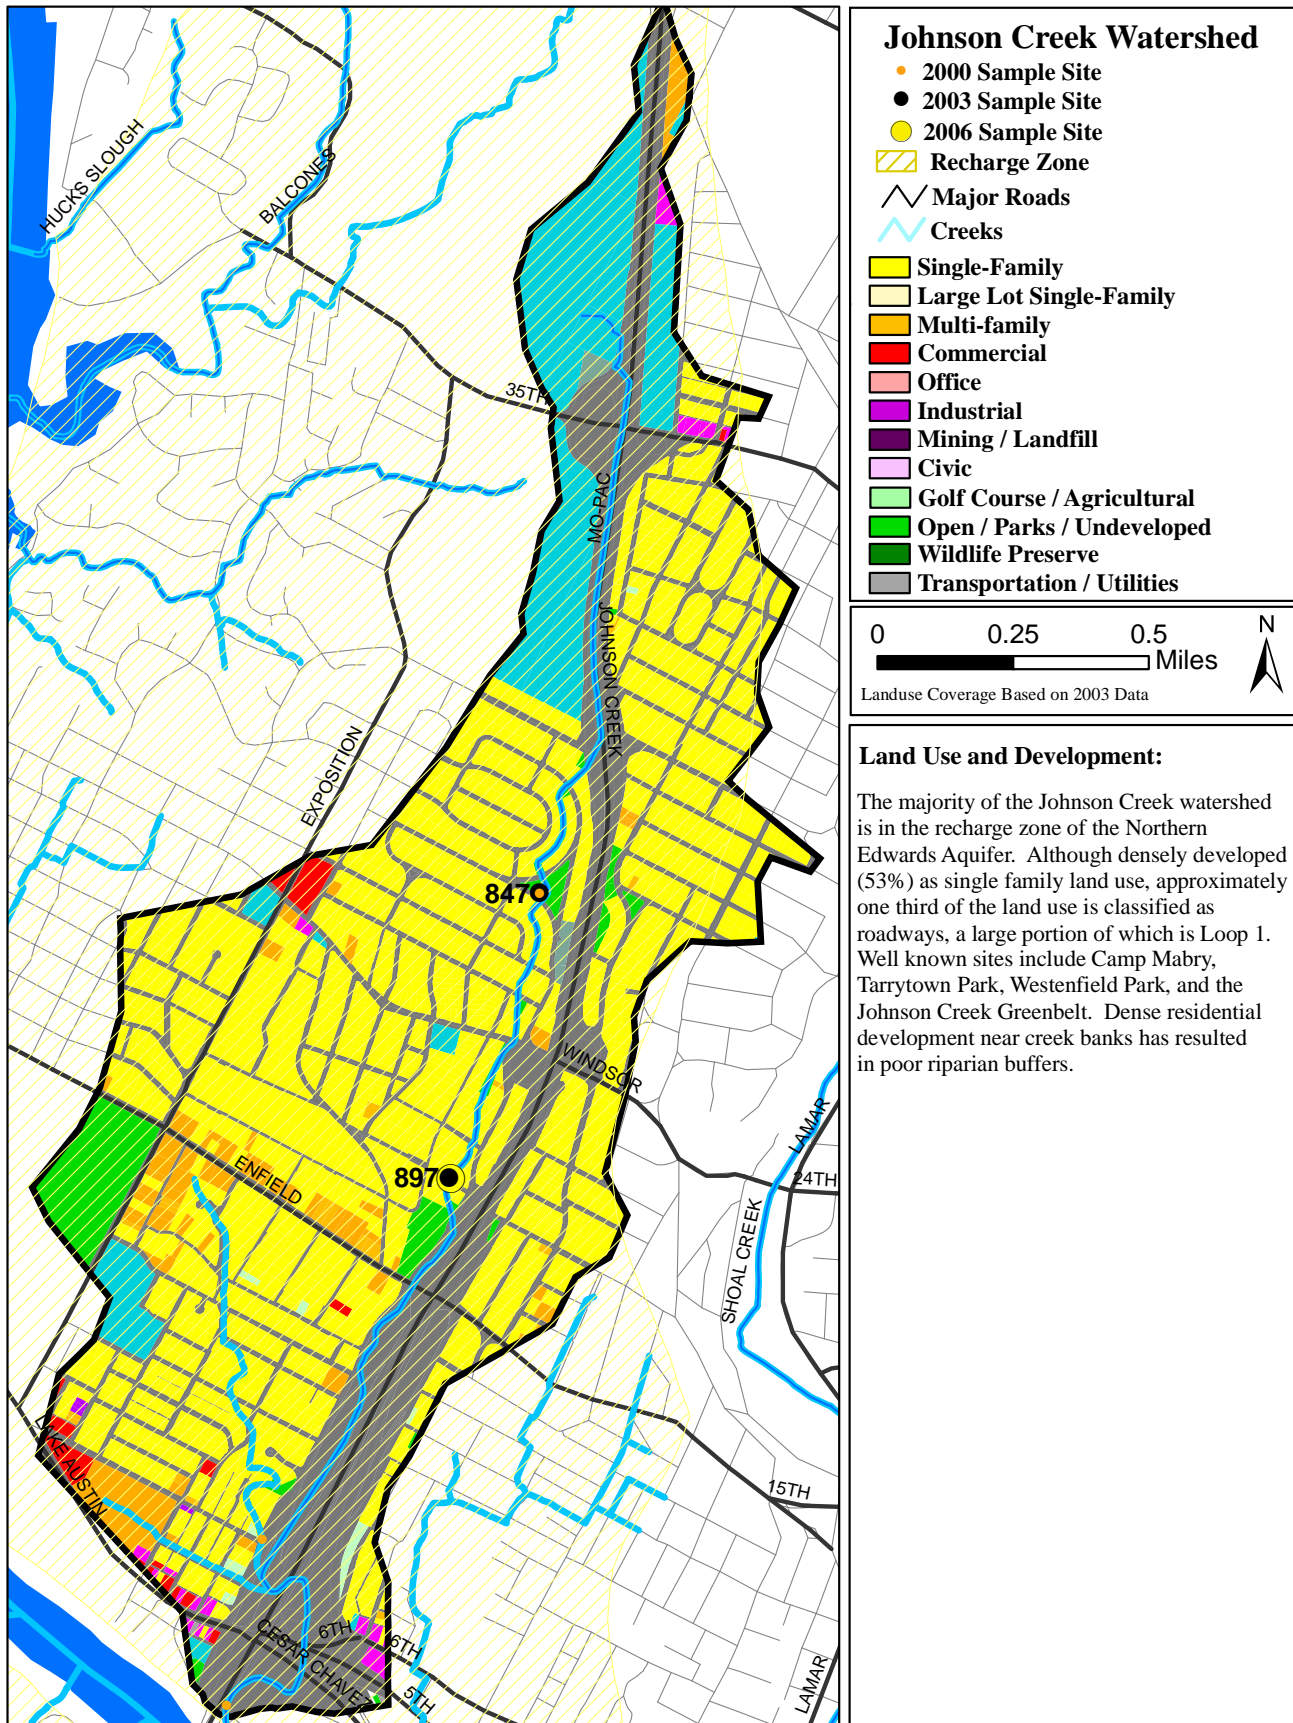 HUCKS SLOUGH
BALCONES
35TH
MO-PAC
JOHNSON CREEK
EXPOSITION
847
WINDSOR
897
ENFIELD
LAMAR
24TH
SHOAL CREEK
LAKE AUSTIN
15TH
CESAR CHAVEZ
6TH
6TH
5TH
LAMAR
Johnson Creek Watershed
2000 Sample Site
2003 Sample Site
2006 Sample Site
Recharge Zone
Major Roads
Creeks
Single-Family
Large Lot Single-Family
Multi-family
Commercial
Office
Industrial
Mining / Landfill
Civic
Golf Course / Agricultural
Open / Parks / Undeveloped
Wildlife Preserve
Transportation / Utilities
0 0.25 0.5
Miles
N
Landuse Coverage Based on 2003 Data
Land Use and Development:
The majority of the Johnson Creek watershed
is in the recharge zone of the Northern
Edwards Aquifer. Although densely developed
(53%) as single family land use, approximately
one third of the land use is classified as
roadways, a large portion of which is Loop 1.
Well known sites include Camp Mabry,
Tarrytown Park, Westenfield Park, and the
Johnson Creek Greenbelt. Dense residential
development near creek banks has resulted
in poor riparian buffers.